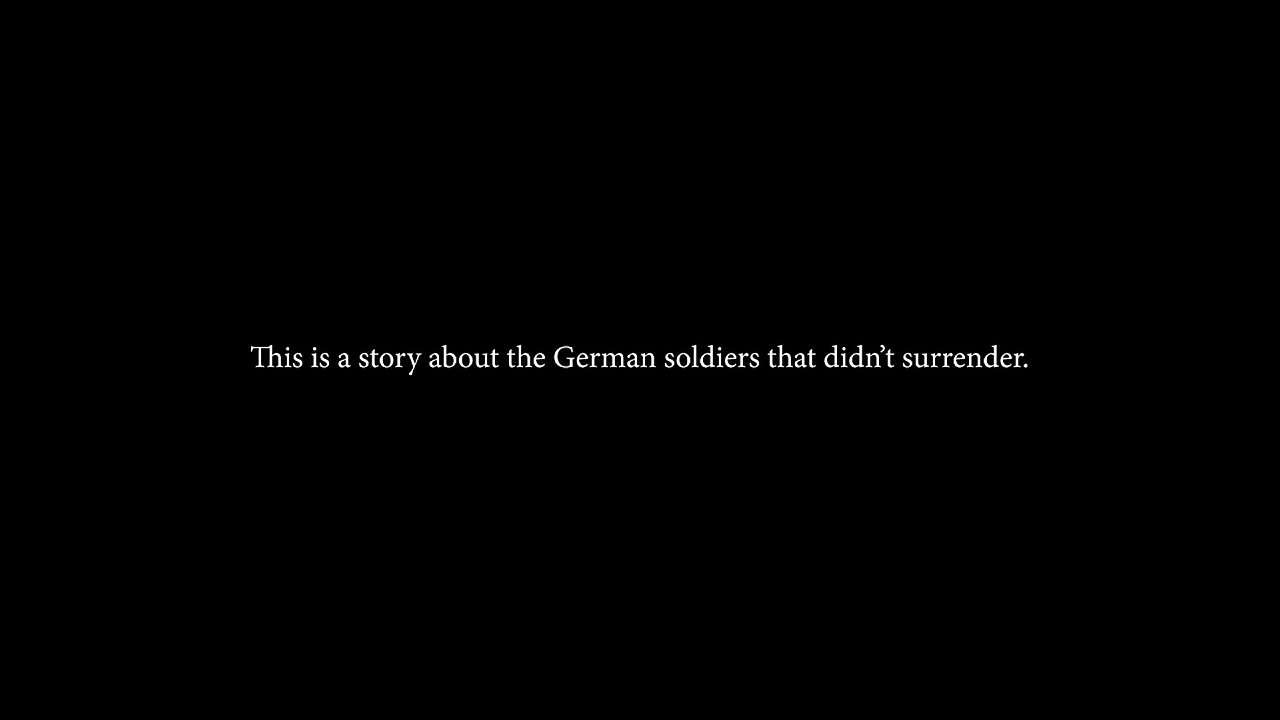 This is a story about the German soldiers that didn’t surrender.